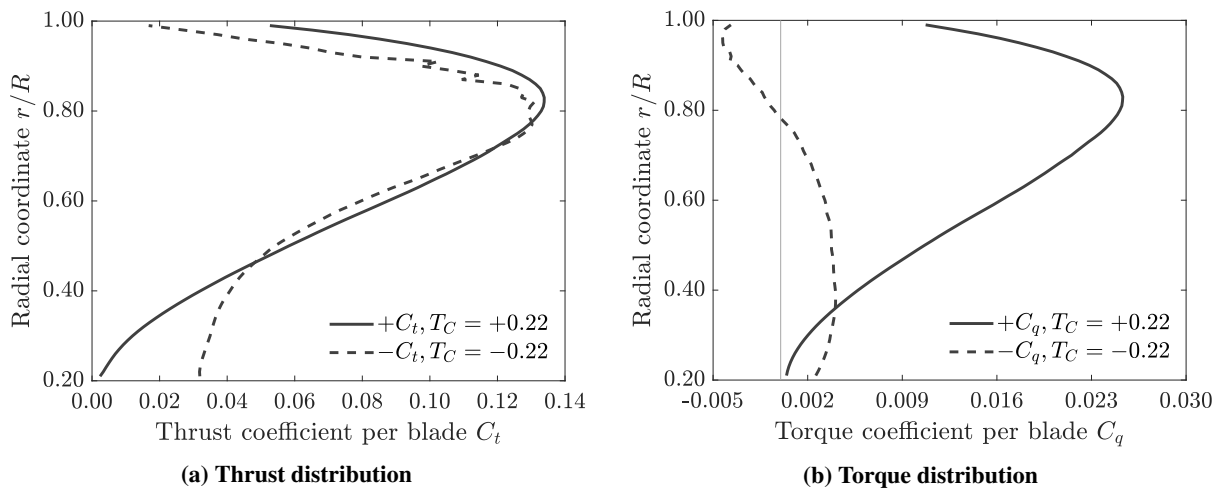 1.00
0.80
0.60
0.40
0.20
Radial coordinate r/R
+C_t, T_C = +0.22
−C_t, T_C = −0.22
0.00 0.02 0.04 0.06 0.08 0.10 0.12 0.14
Thrust coefficient per blade C_t
(a) Thrust distribution
1.00
0.80
0.60
0.40
0.20
Radial coordinate r/R
+C_q, T_C = +0.22
−C_q, T_C = −0.22
-0.005 0.002 0.009 0.016 0.023 0.030
Torque coefficient per blade C_q
(b) Torque distribution